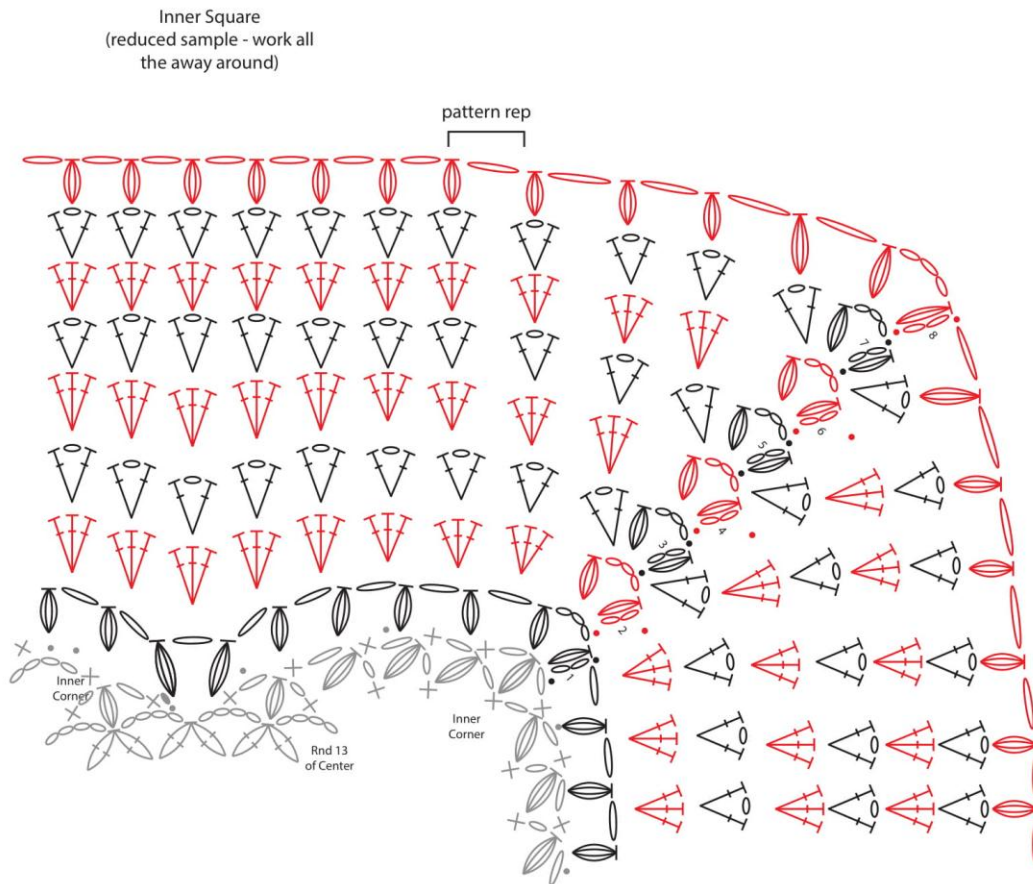 Inner Square
(reduced sample - work all
the away around)
pattern rep
8
7
6
5
4
3
2
1
Inner
Corner
Inner
Corner
Rnd 13
of Center